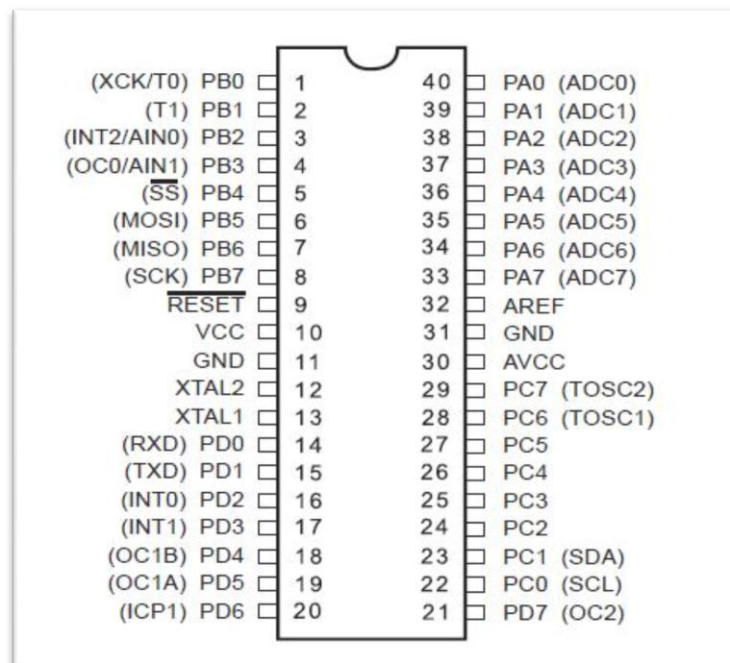 (XCK/T0) PB0 1 40 PA0 (ADC0)
(T1) PB1 2 39 PA1 (ADC1)
(INT2/AIN0) PB2 3 38 PA2 (ADC2)
(OC0/AIN1) PB3 4 37 PA3 (ADC3)
(SS) PB4 5 36 PA4 (ADC4)
(MOSI) PB5 6 35 PA5 (ADC5)
(MISO) PB6 7 34 PA6 (ADC6)
(SCK) PB7 8 33 PA7 (ADC7)
RESET 9 32 AREF
VCC 10 31 GND
GND 11 30 AVCC
XTAL2 12 29 PC7 (TOSC2)
XTAL1 13 28 PC6 (TOSC1)
(RXD) PD0 14 27 PC5
(TXD) PD1 15 26 PC4
(INT0) PD2 16 25 PC3
(INT1) PD3 17 24 PC2
(OC1B) PD4 18 23 PC1 (SDA)
(OC1A) PD5 19 22 PC0 (SCL)
(ICP1) PD6 20 21 PD7 (OC2)